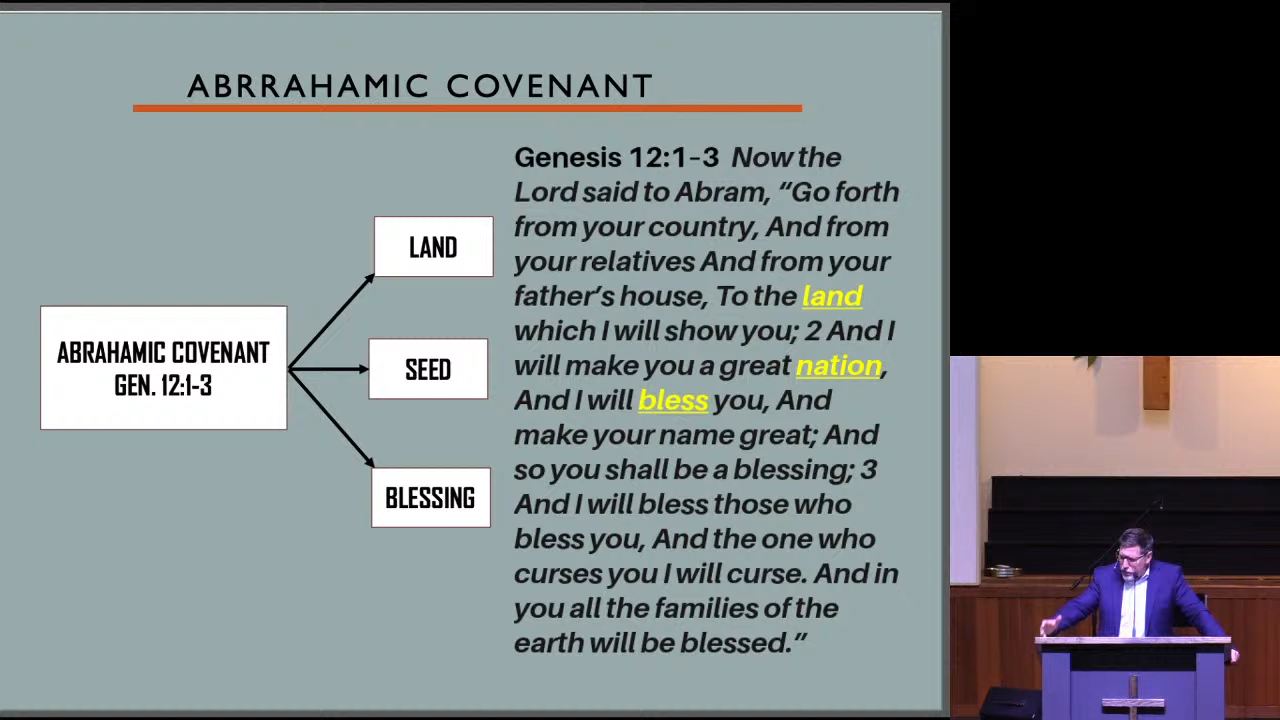 ABRRAHAMIC COVENANT
ABRAHAMIC COVENANT
GEN. 12:1-3
LAND
SEED
BLESSING
Genesis 12:1–3 Now the
Lord said to Abram, “Go forth
from your country, And from
your relatives And from your
father’s house, To the land
which I will show you; 2 And I
will make you a great nation,
And I will bless you, And
make your name great; And
so you shall be a blessing; 3
And I will bless those who
bless you, And the one who
curses you I will curse. And in
you all the families of the
earth will be blessed.”